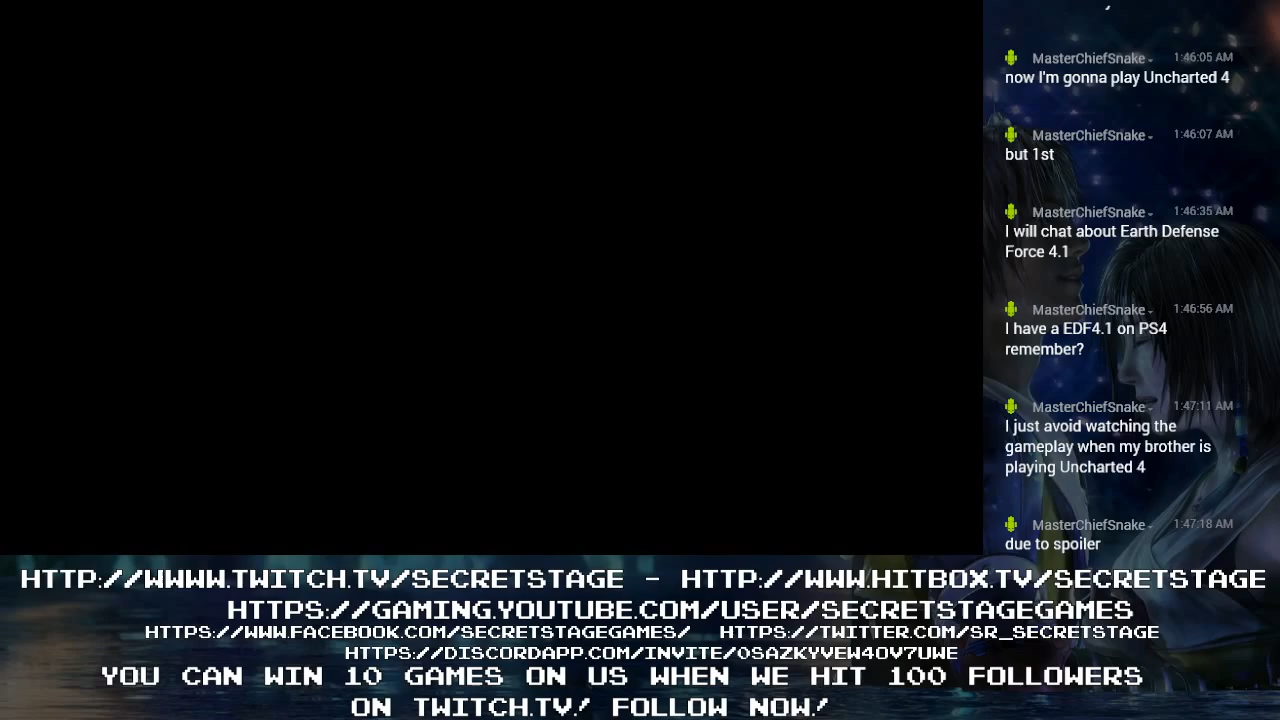 MasterChiefSnake 1:46:05 AM
now I'm gonna play Uncharted 4
MasterChiefSnake 1:46:07 AM
but 1st
MasterChiefSnake 1:46:35 AM
I will chat about Earth Defense
Force 4.1
MasterChiefSnake 1:46:56 AM
I have a EDF4.1 on PS4
remember?
MasterChiefSnake 1:47:11 AM
I just avoid watching the
gameplay when my brother is
playing Uncharted 4
MasterChiefSnake 1:47:18 AM
due to spoiler
HTTP://WWWW.TWITCH.TV/SECRETSTAGE - HTTP://WWW.HITBOX.TV/SECRETSTAGE
HTTPS://GAMING.YOUTUBE.COM/USER/SECRETSTAGEGAMES
HTTPS://WWW.FACEBOOK.COM/SECRETSTAGEGAMES/ HTTPS://TWITTER.COM/SR_SECRETSTAGE
HTTPS://DISCORDAPP.COM/INVITE/0SAZKYVEW4OV7UWE
YOU CAN WIN 10 GAMES ON US WHEN WE HIT 100 FOLLOWERS
ON TWITCH.TV! FOLLOW NOW!